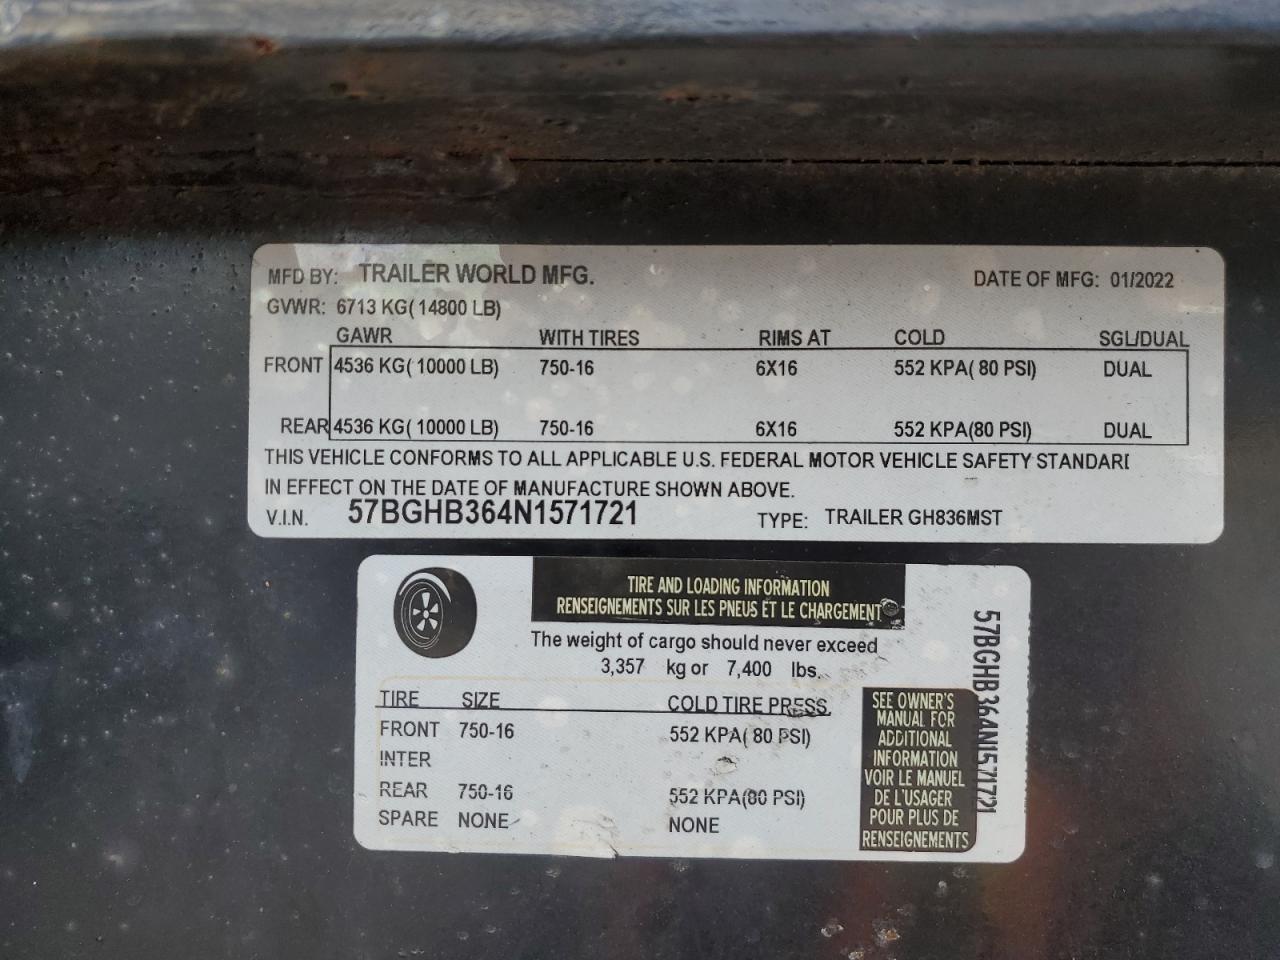 MFD BY: TRAILER WORLD MFG. DATE OF MFG: 01/2022
GVWR: 6713 KG( 14800 LB)
GAWR WITH TIRES RIMS AT COLD SGL/DUAL
FRONT 4536 KG( 10000 LB) 750-16 6X16 552 KPA( 80 PSI) DUAL
REAR 4536 KG( 10000 LB) 750-16 6X16 552 KPA(80 PSI) DUAL
THIS VEHICLE CONFORMS TO ALL APPLICABLE U.S. FEDERAL MOTOR VEHICLE SAFETY STANDARI
IN EFFECT ON THE DATE OF MANUFACTURE SHOWN ABOVE.
V.I.N. 57BGHB364N1571721 TYPE: TRAILER GH836MST
TIRE AND LOADING INFORMATION
RENSEIGNEMENTS SUR LES PNEUS ET LE CHARGEMENT
The weight of cargo should never exceed
3,357 kg or 7,400 lbs.
TIRE SIZE COLD TIRE PRESS.
FRONT 750-16 552 KPA( 80 PSI)
INTER
REAR 750-16 552 KPA(80 PSI)
SPARE NONE NONE
SEE OWNER'S
MANUAL FOR
ADDITIONAL
INFORMATION
VOIR LE MANUEL
DE L'USAGER
POUR PLUS DE
RENSEIGNEMENTS
57BGHB364N1571721